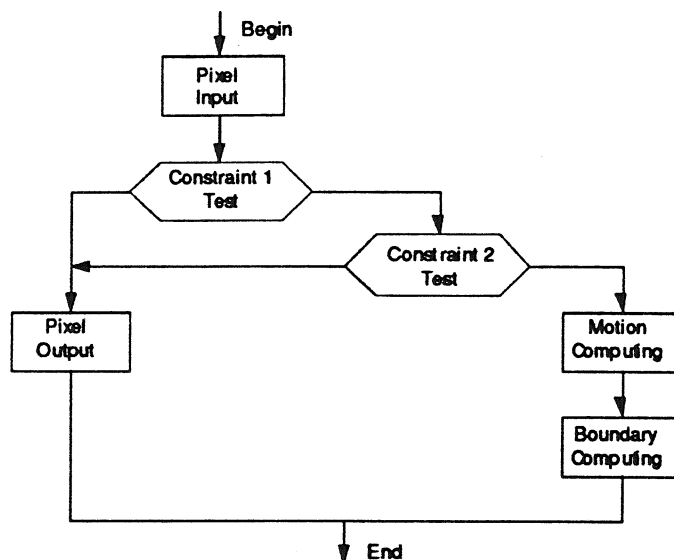 Begin
Pixel
Input
Constraint 1
Test
Constraint 2
Test
Pixel
Output
Motion
Computing
Boundary
Computing
End